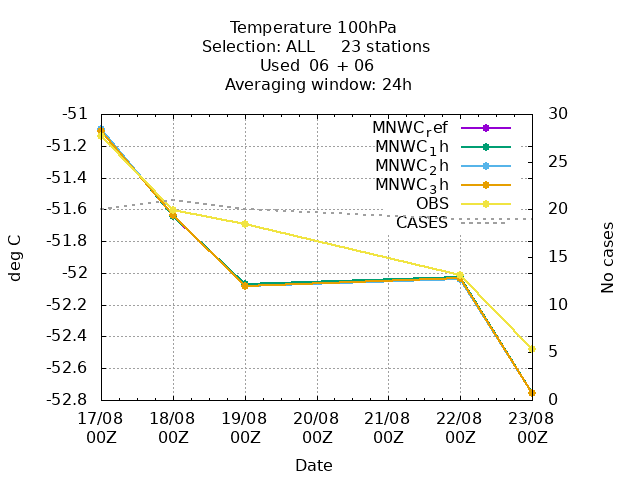 Temperature 100hPa
Selection: ALL 23 stations
Used 06 + 06
Averaging window: 24h
-51
-51.2
-51.4
-51.6
-51.8
-52
-52.2
-52.4
-52.6
-52.8
deg C
30
25
20
15
10
5
0
No cases
MNWC_ref
MNWC_1h
MNWC_2h
MNWC_3h
OBS
CASES
17/08 18/08 19/08 20/08 21/08 22/08 23/08
00Z 00Z 00Z 00Z 00Z 00Z 00Z
Date